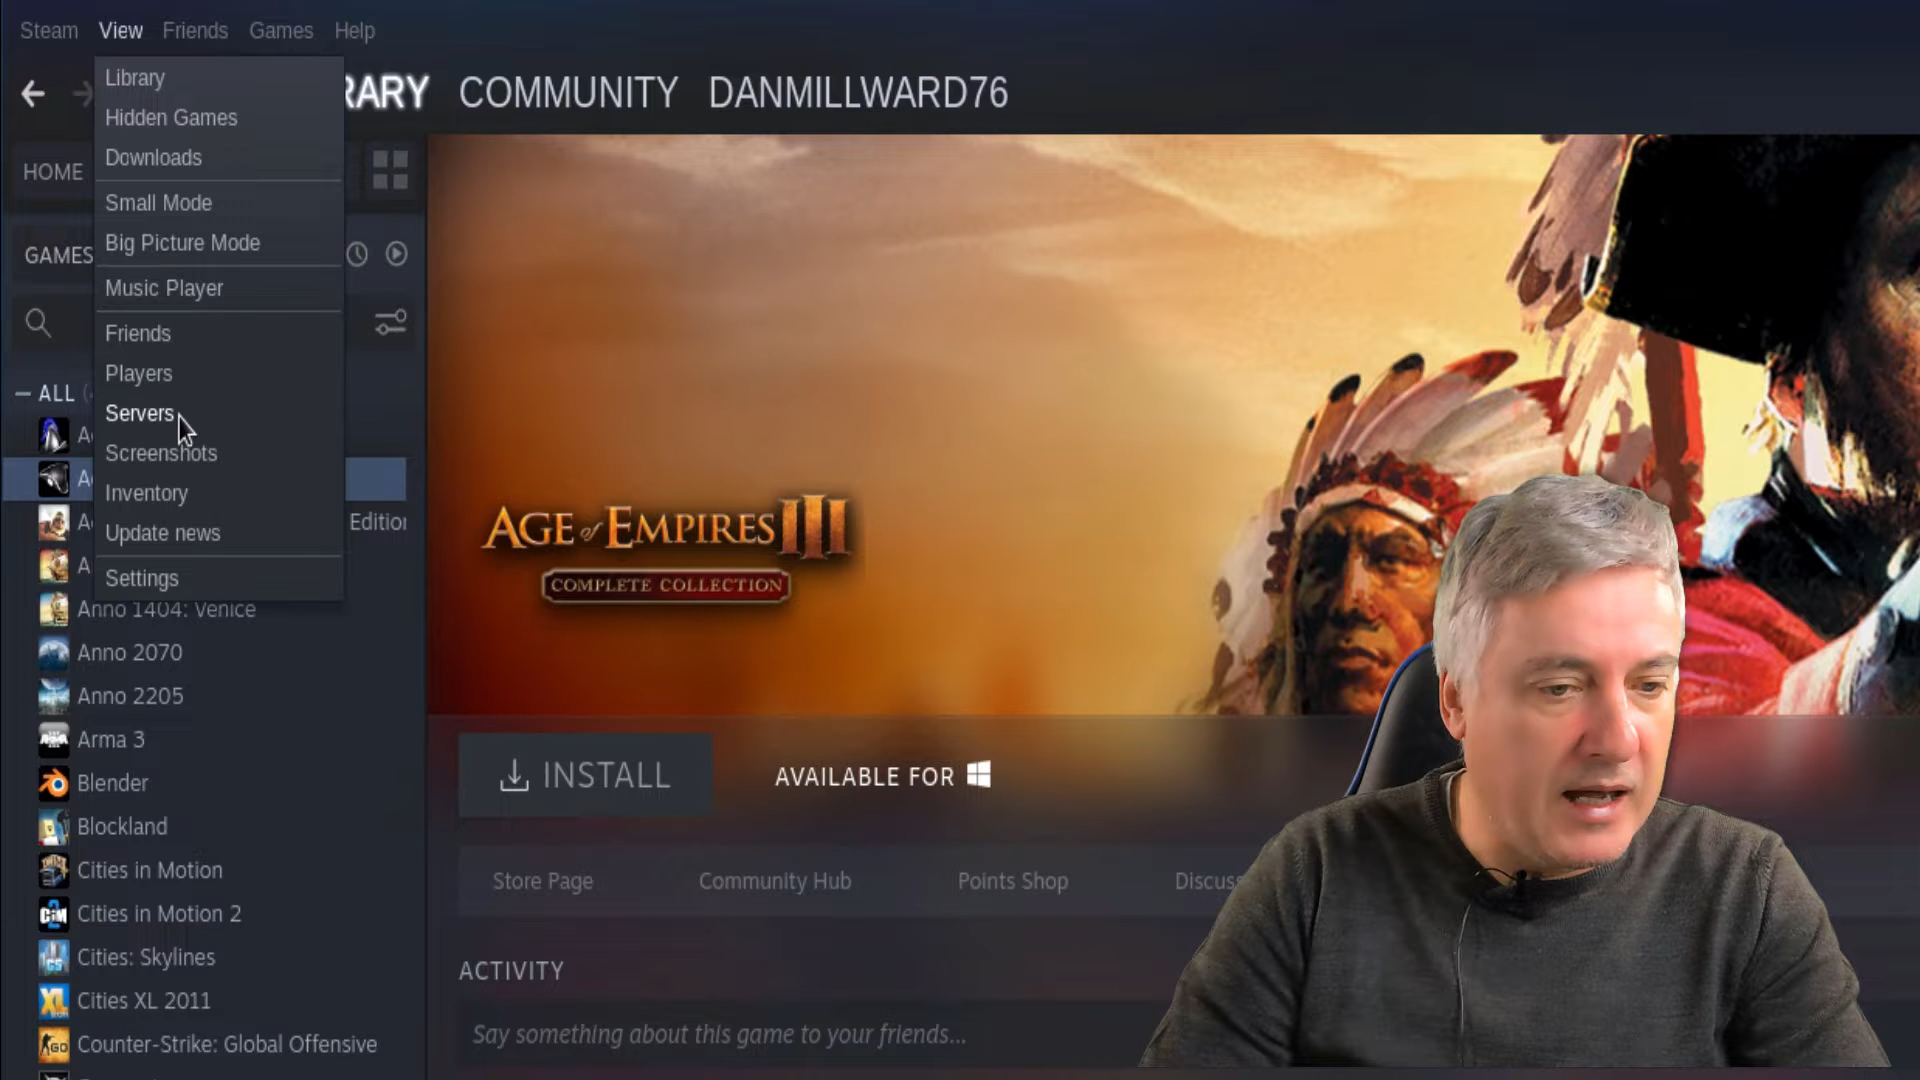 Steam View Friends Games Help
RARY COMMUNITY DANMILLWARD76
Library
Hidden Games
Downloads
Small Mode
Big Picture Mode
Music Player
Friends
Players
Servers
Screenshots
Inventory
Update news
Settings
HOME
GAMES
ALL
Edition
Anno 1404: Venice
Anno 2070
Anno 2205
Arma 3
Blender
Blockland
Cities in Motion
Cities in Motion 2
Cities: Skylines
Cities XL 2011
Counter-Strike: Global Offensive
AGE of EMPIRES III
COMPLETE COLLECTION
INSTALL AVAILABLE FOR
Store Page Community Hub Points Shop Discuss
ACTIVITY
Say something about this game to your friends...